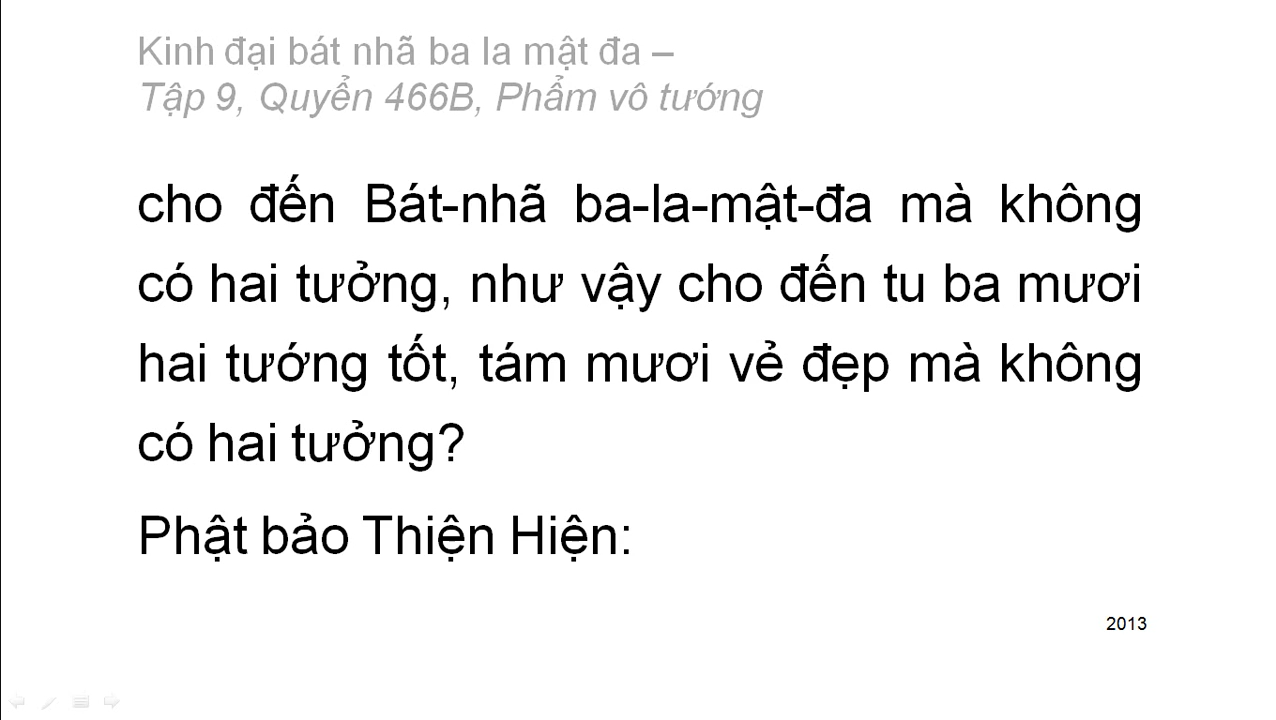 Kinh đại bát nhã ba la mật đa –
Tập 9, Quyển 466B, Phẩm vô tướng
cho đến Bát-nhã ba-la-mật-đa mà không
có hai tưởng, như vậy cho đến tu ba mươi
hai tướng tốt, tám mươi vẻ đẹp mà không
có hai tưởng?
Phật bảo Thiện Hiện:
2013